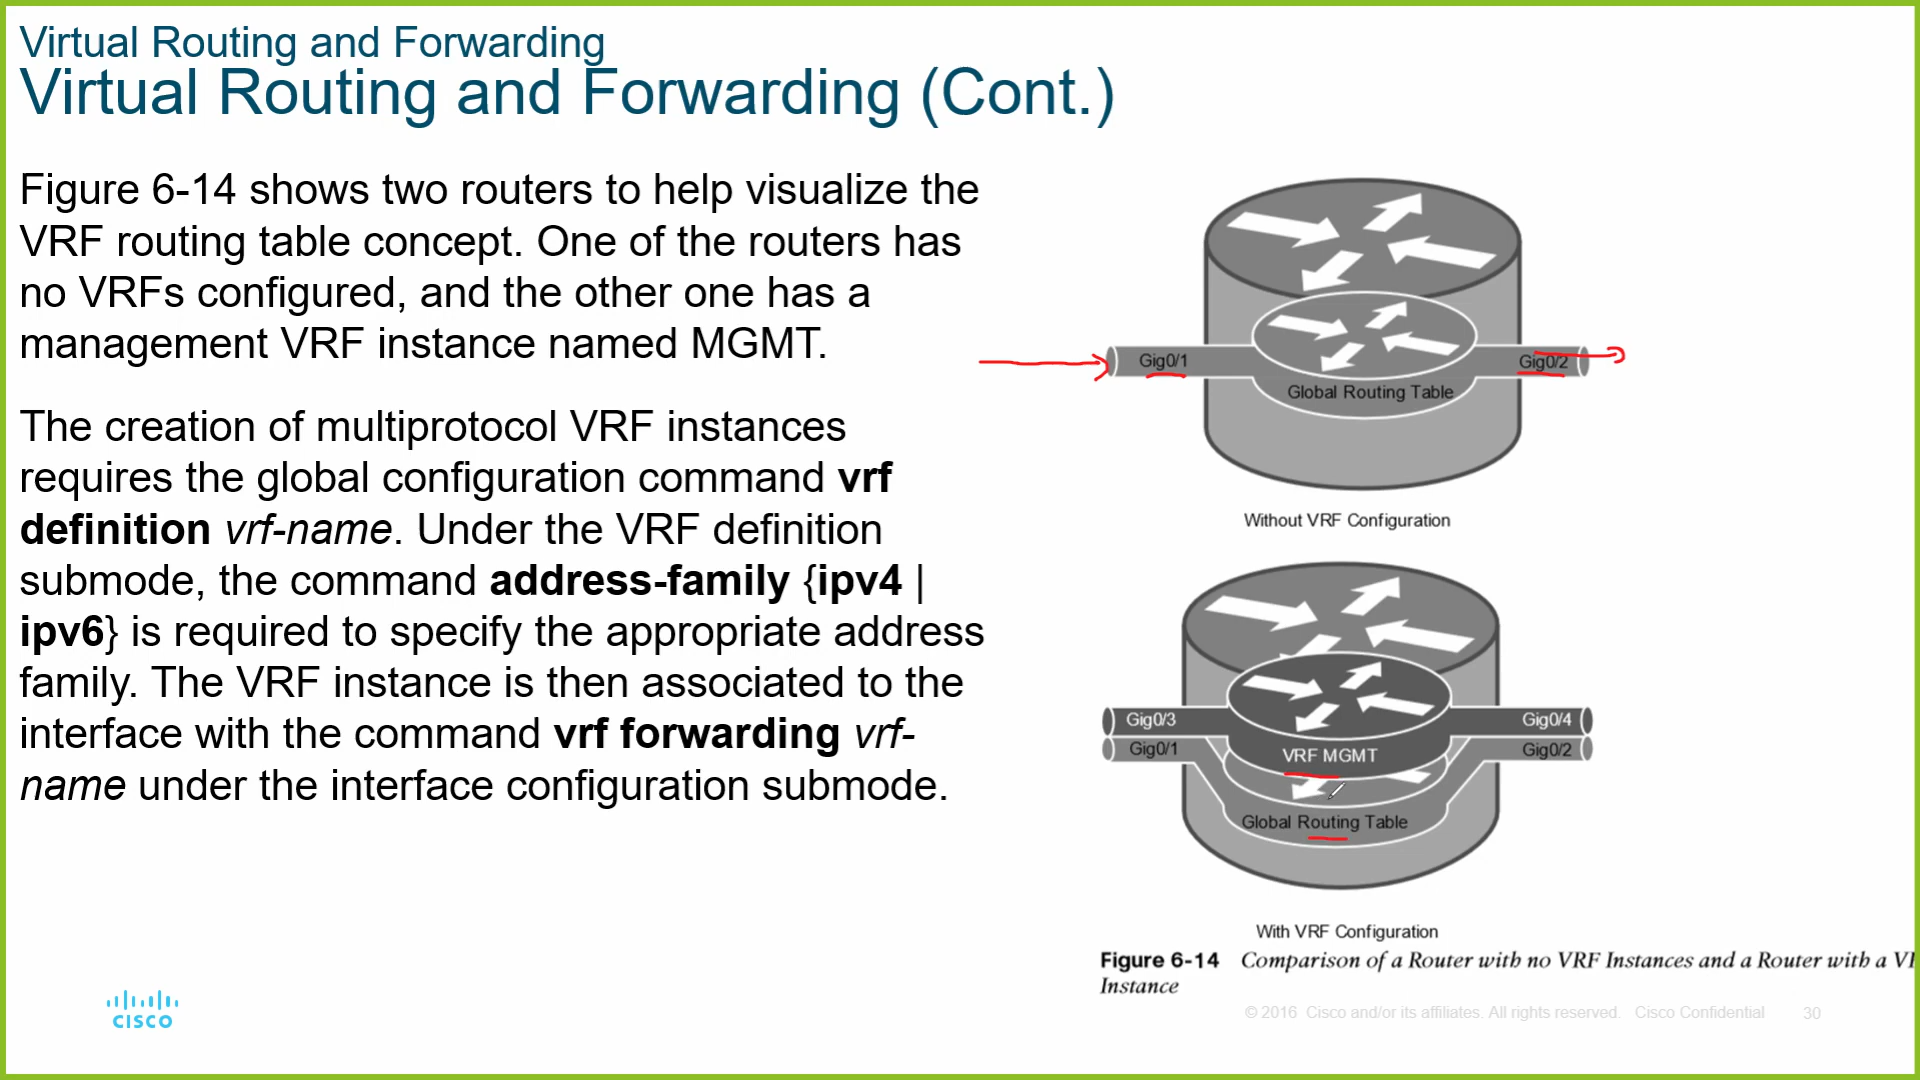 Virtual Routing and Forwarding
Virtual Routing and Forwarding (Cont.)
Figure 6-14 shows two routers to help visualize the
VRF routing table concept. One of the routers has
no VRFs configured, and the other one has a
management VRF instance named MGMT.
The creation of multiprotocol VRF instances
requires the global configuration command vrf
definition vrf-name. Under the VRF definition
submode, the command address-family {ipv4 |
ipv6} is required to specify the appropriate address
family. The VRF instance is then associated to the
interface with the command vrf forwarding vrf-
name under the interface configuration submode.
Gig0/1
Gig0/2
Global Routing Table
Without VRF Configuration
Gig0/3
Gig0/4
Gig0/1
VRF MGMT
Gig0/2
Global Routing Table
With VRF Configuration
Figure 6-14 Comparison of a Router with no VRF Instances and a Router with a
Instance
CISCO
© 2016 Cisco and/or its affiliates. All rights reserved. Cisco Confidential 30